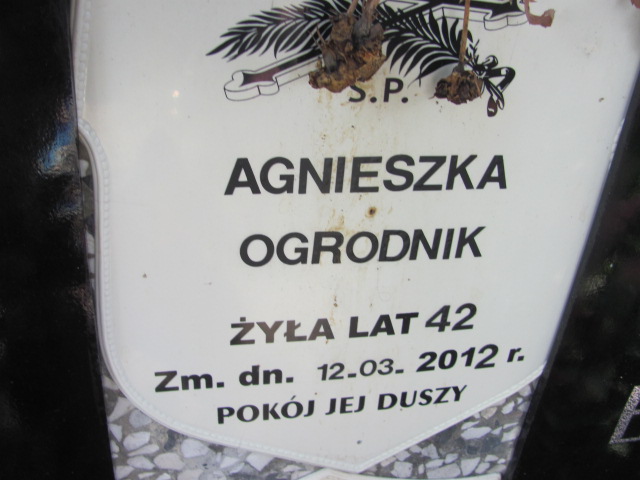 S.P.
AGNIESZKA
OGRODNIK
ŻYŁA LAT 42
Zm. dn. 12-03-2012 r.
POKÓJ JEJ DUSZY